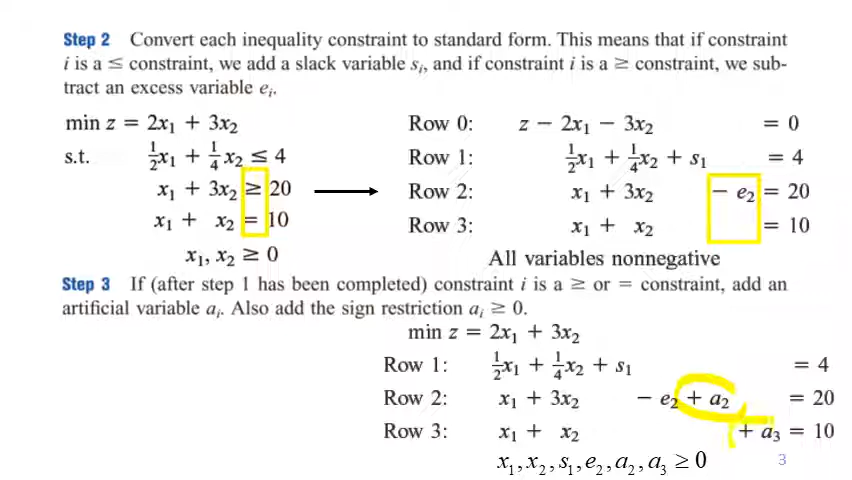 Step 2 Convert each inequality constraint to standard form. This means that if constraint
i is a ≤ constraint, we add a slack variable sᵢ, and if constraint i is a ≥ constraint, we sub-
tract an excess variable eᵢ.
min z = 2x₁ + 3x₂
s.t. ½x₁ + ¼x₂ ≤ 4
x₁ + 3x₂ ≥ 20
x₁ + x₂ = 10
x₁, x₂ ≥ 0
Row 0: z − 2x₁ − 3x₂ = 0
Row 1: ½x₁ + ¼x₂ + s₁ = 4
Row 2: x₁ + 3x₂ − e₂ = 20
Row 3: x₁ + x₂ = 10
All variables nonnegative
Step 3 If (after step 1 has been completed) constraint i is a ≥ or = constraint, add an
artificial variable aᵢ. Also add the sign restriction aᵢ ≥ 0.
min z = 2x₁ + 3x₂
Row 1: ½x₁ + ¼x₂ + s₁ = 4
Row 2: x₁ + 3x₂ − e₂ + a₂ = 20
Row 3: x₁ + x₂ + a₃ = 10
x₁, x₂, s₁, e₂, a₂, a₃ ≥ 0
3